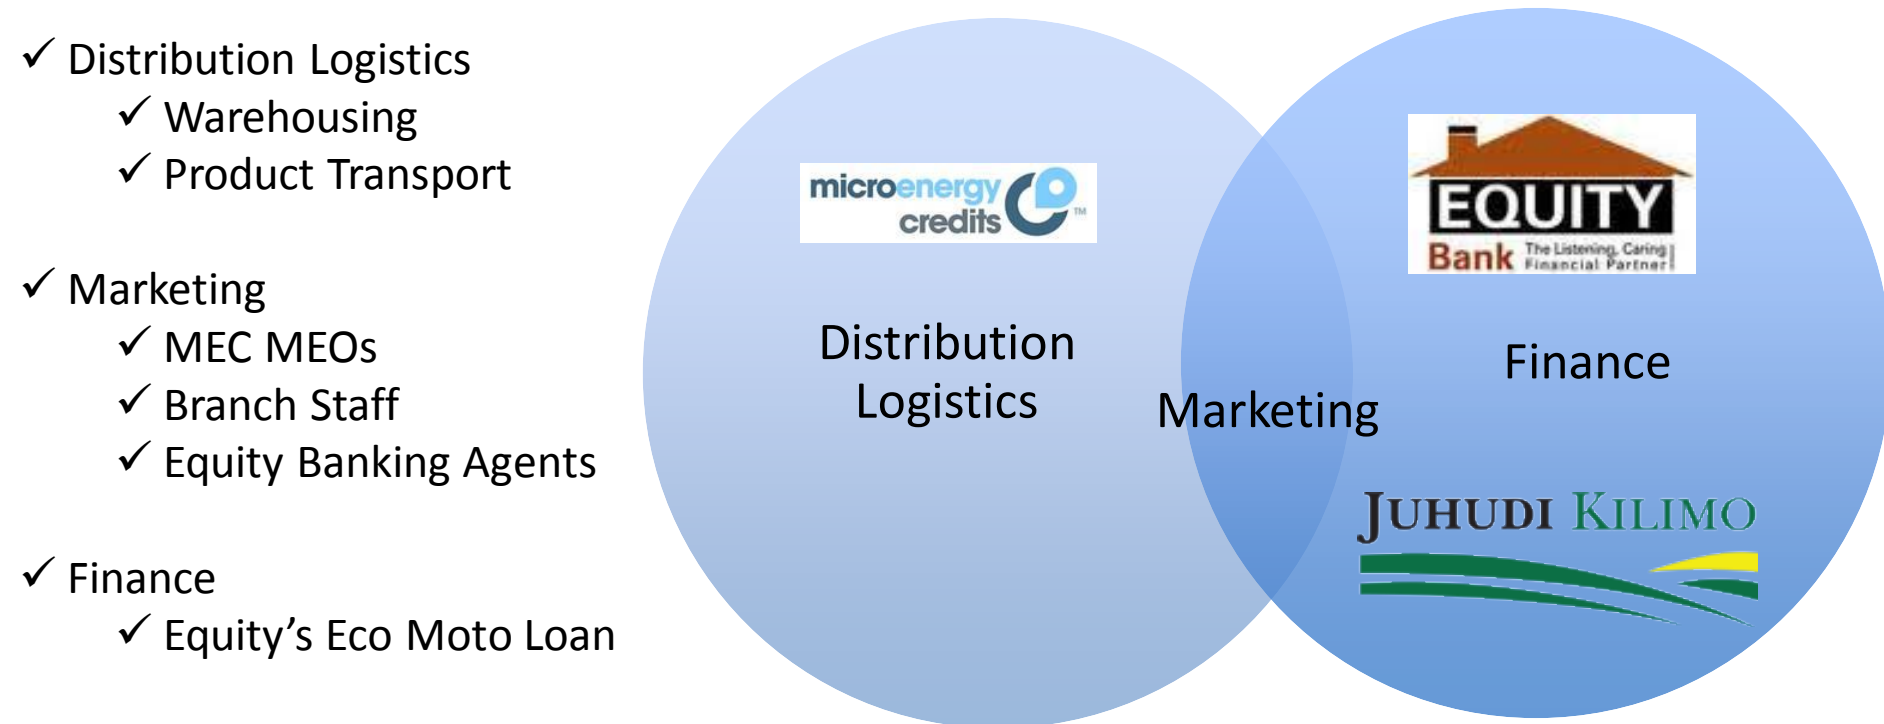 ✓ Distribution Logistics
✓ Warehousing
✓ Product Transport
✓ Marketing
✓ MEC MEOs
✓ Branch Staff
✓ Equity Banking Agents
✓ Finance
✓ Equity's Eco Moto Loan
microenergy
credits ™
Distribution
Logistics
Marketing
EQUITY
Bank The Listening, Caring
Financial Partner
Finance
JUHUDI KILIMO